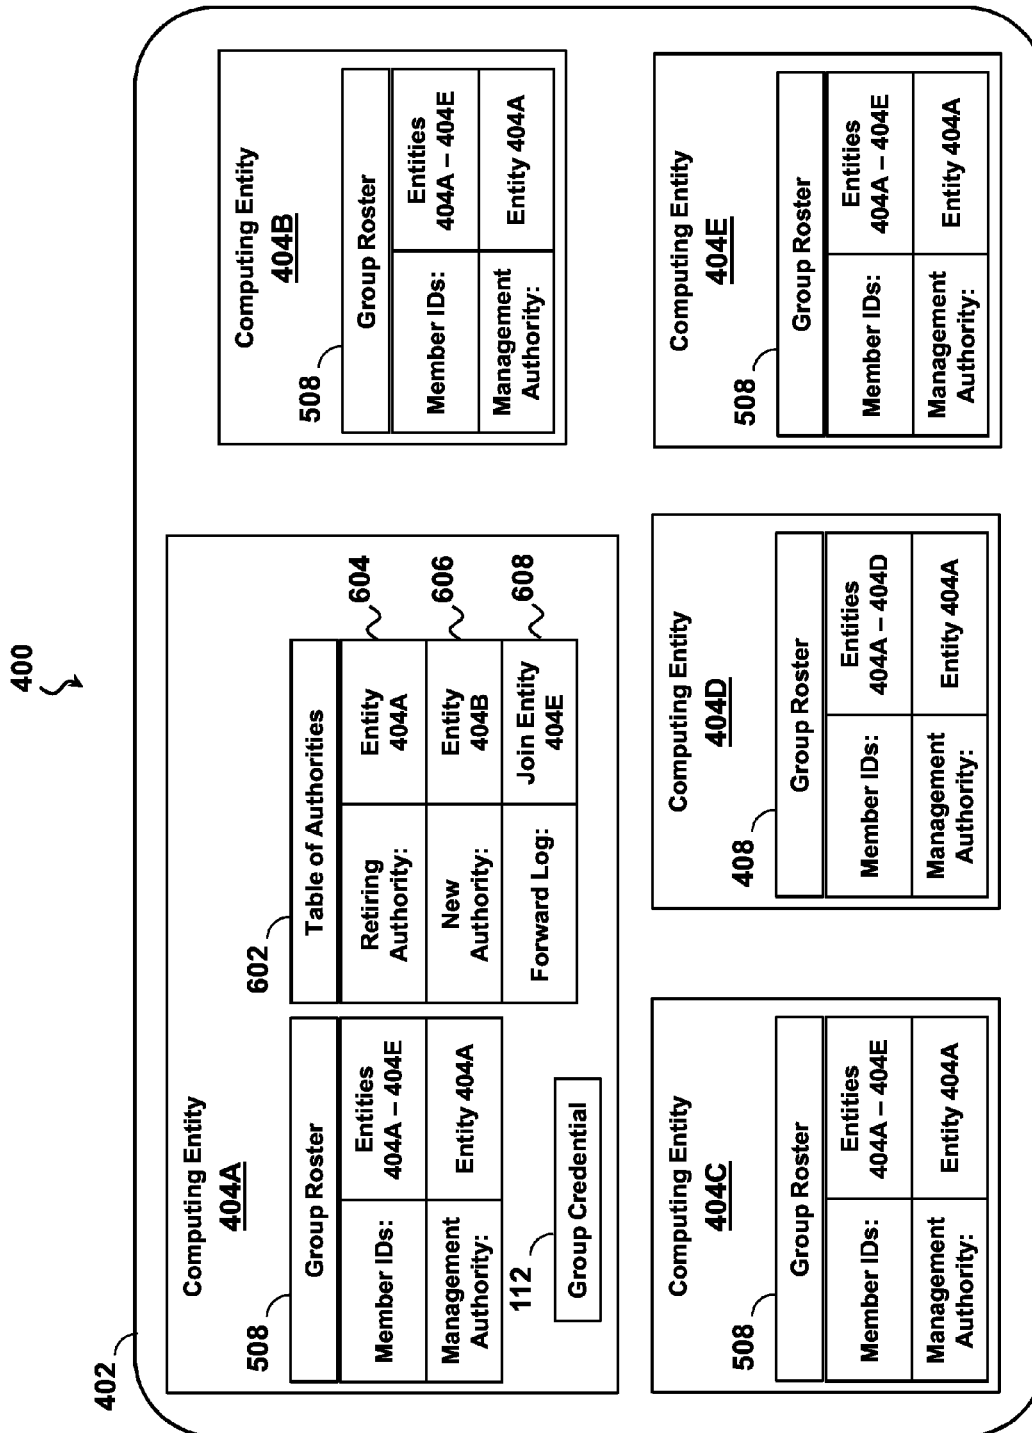 400
402
Computing Entity
404A
508
Group Roster
Member IDs:
Entities
404A – 404E
Management
Authority:
Entity 404A
112
Group Credential
602
Table of Authorities
Retiring
Authority:
Entity
404A
604
New
Authority:
Entity
404B
606
Forward Log:
Join Entity
404E
608
Computing Entity
404B
508
Group Roster
Member IDs:
Entities
404A – 404E
Management
Authority:
Entity 404A
Computing Entity
404C
508
Group Roster
Member IDs:
Entities
404A – 404E
Management
Authority:
Entity 404A
Computing Entity
404D
408
Group Roster
Member IDs:
Entities
404A – 404D
Management
Authority:
Entity 404A
Computing Entity
404E
508
Group Roster
Member IDs:
Entities
404A – 404E
Management
Authority:
Entity 404A